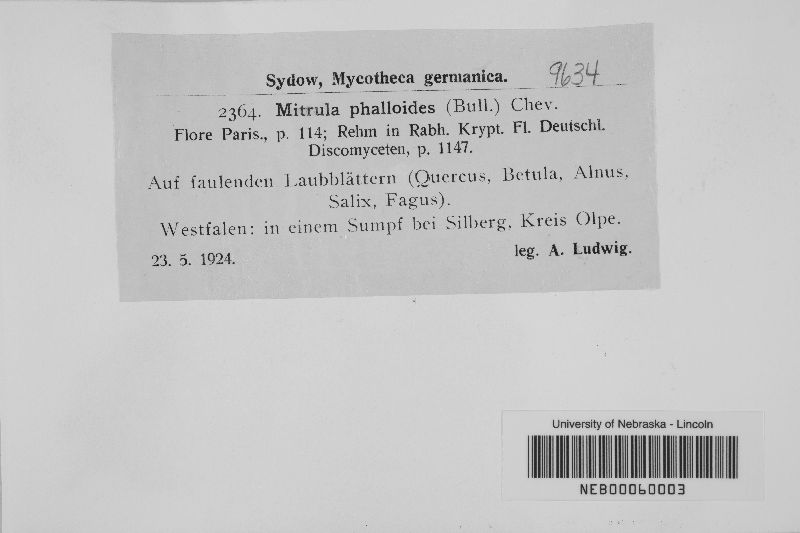 Sydow, Mycotheca germanica. 9634
2364. Mitrula phalloides (Bull.) Chev.
Flore Paris., p. 114; Rehm in Rabh. Krypt. Fl. Deutschl.
Discomyceten, p. 1147.
Auf faulenden Laubblättern (Quercus, Betula, Alnus,
Salix, Fagus).
Westfalen: in einem Sumpf bei Silberg, Kreis Olpe.
23. 5. 1924. leg. A. Ludwig.
University of Nebraska - Lincoln
NEB00060003